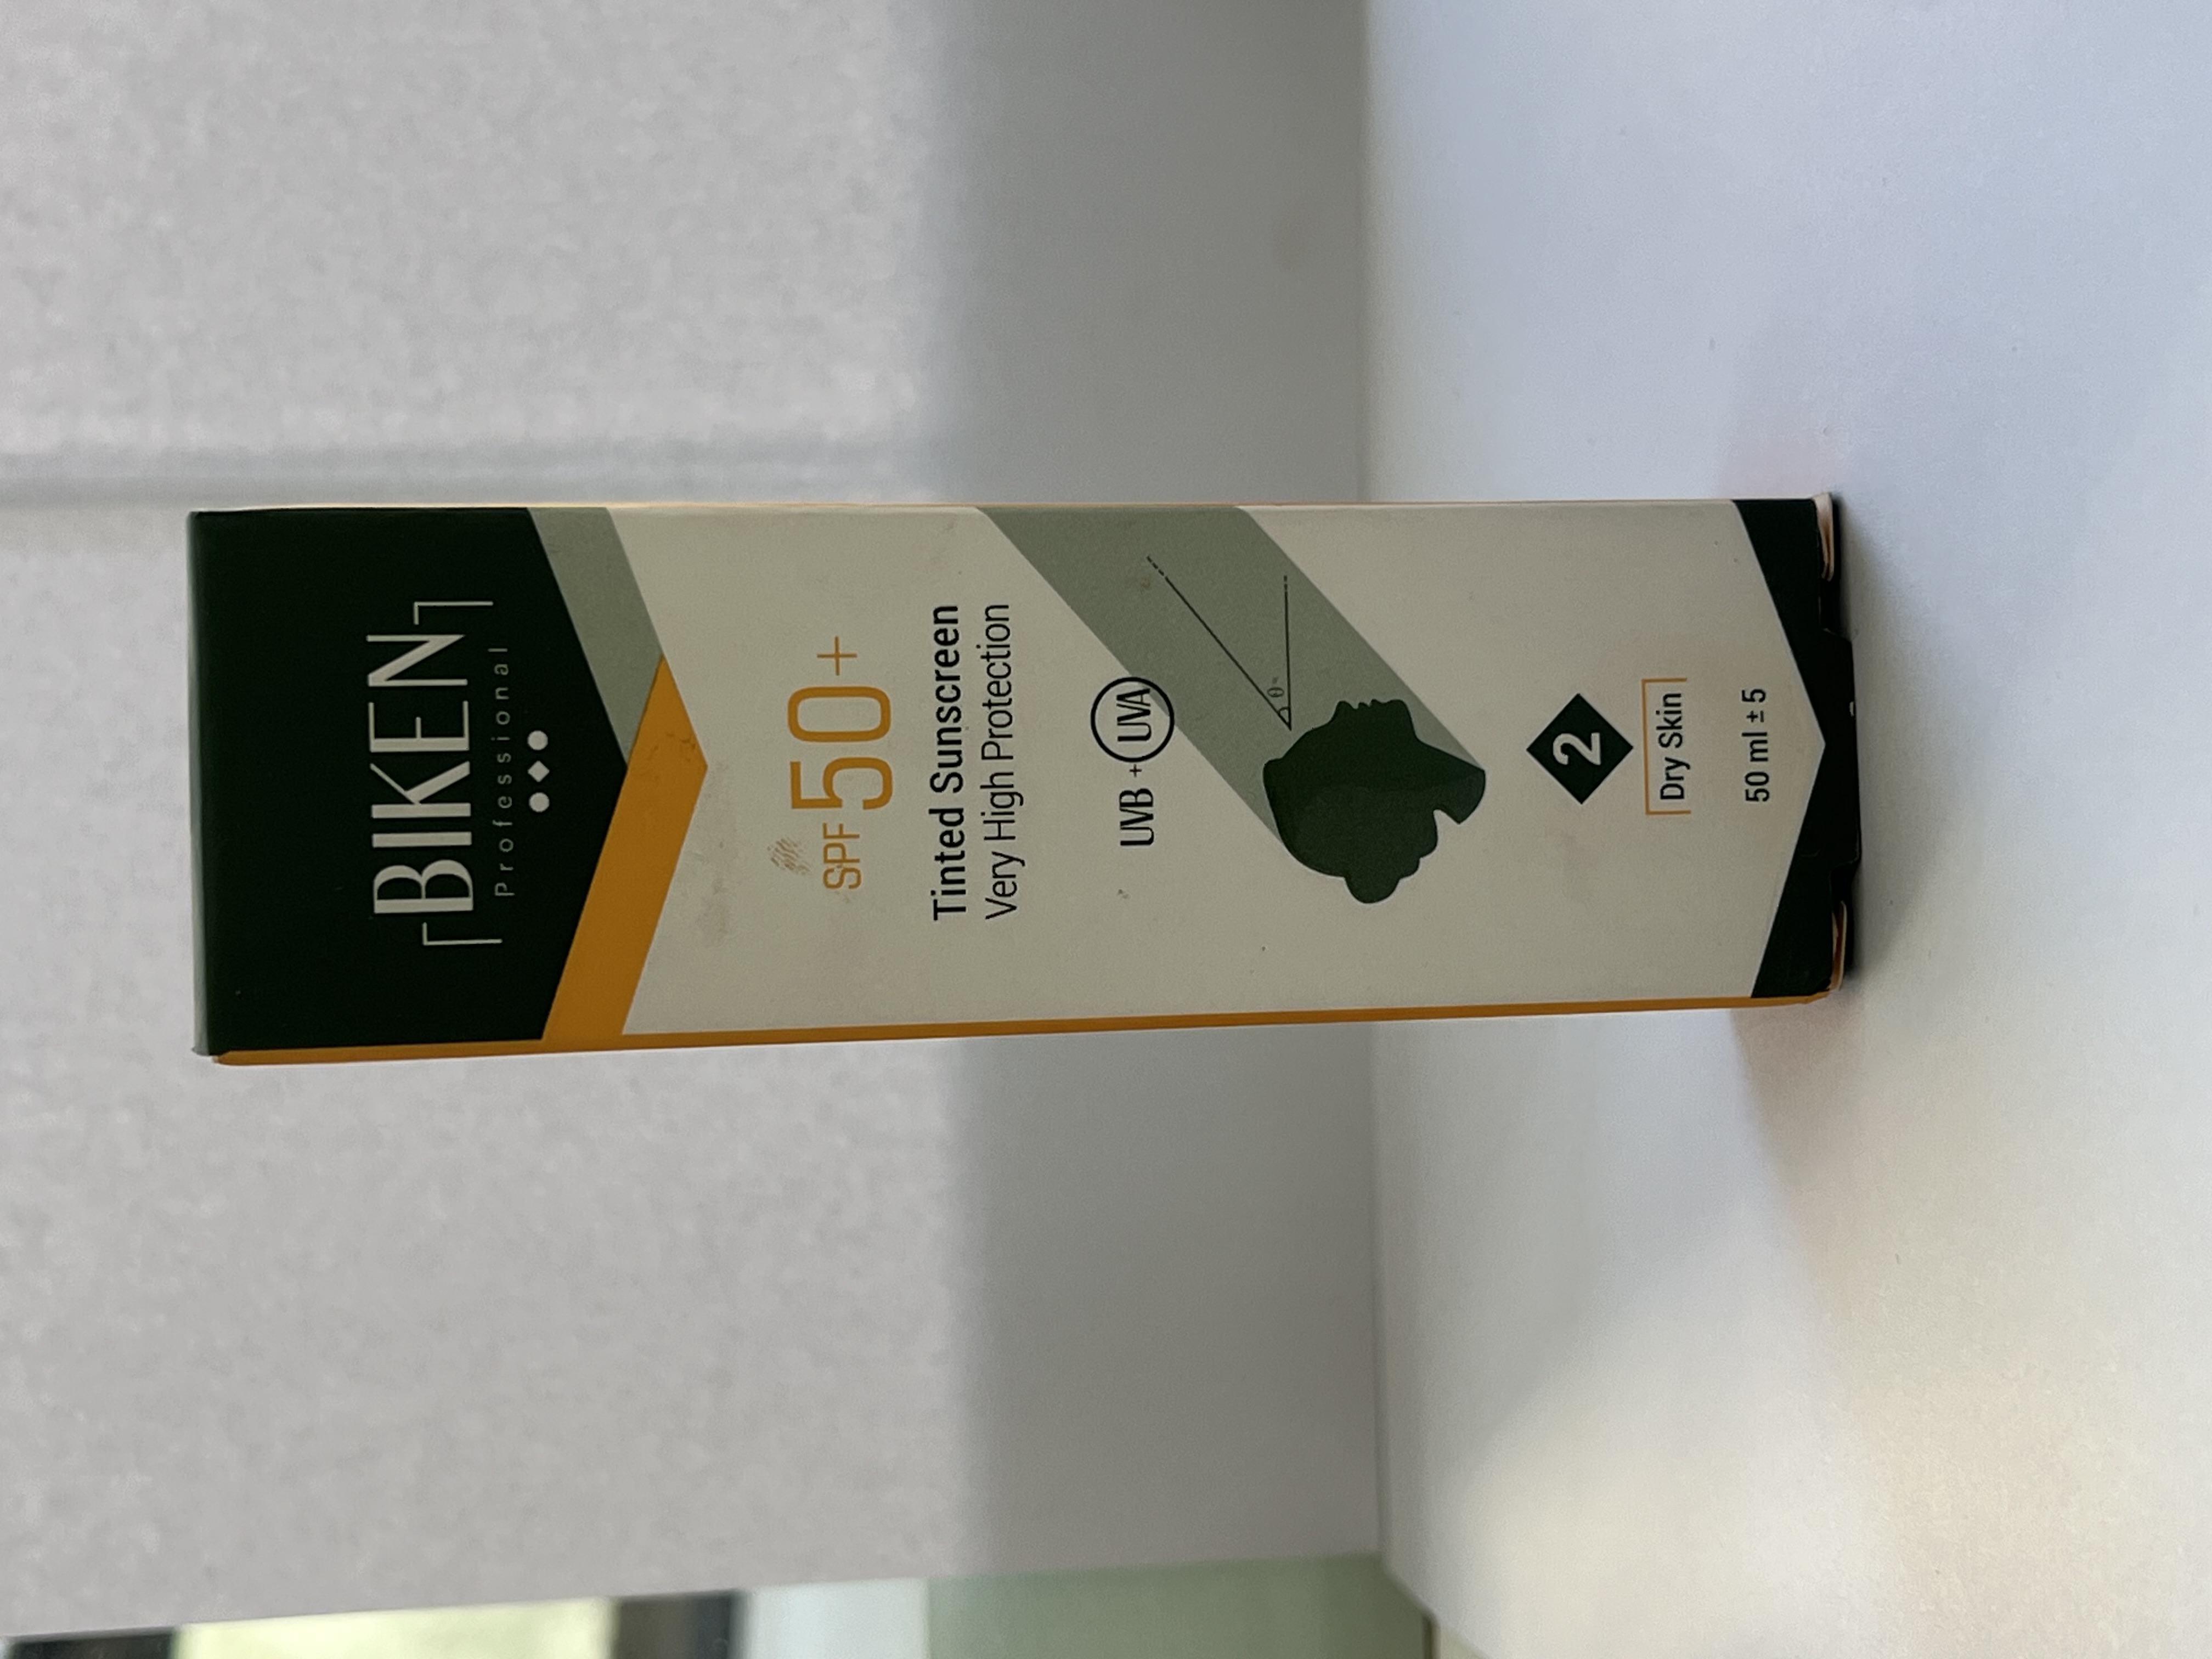 BIKEN
Professional
SPF 50+
Tinted Sunscreen
Very High Protection
UVB + UVA
θ°
2
Dry Skin
50 ml ± 5